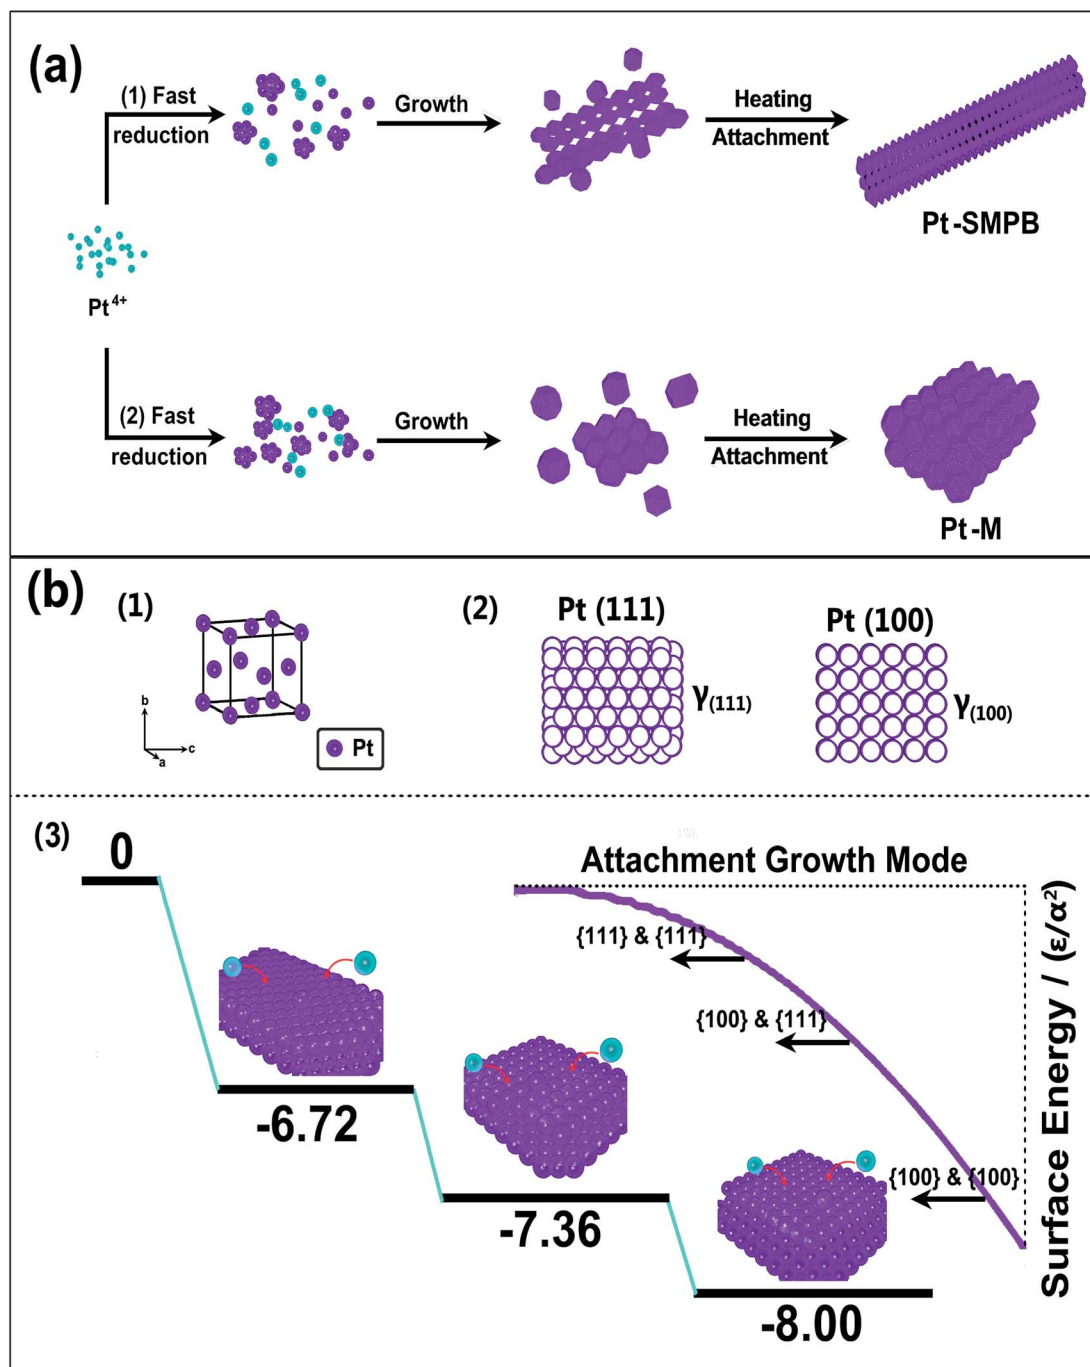 (a)
(1) Fast
reduction
Growth
Heating
Attachment
Pt-SMPB
Pt4+
(2) Fast
reduction
Growth
Heating
Attachment
Pt-M
(b)
(1)
b
c
a
Pt
(2)
Pt (111)
γ(111)
Pt (100)
γ(100)
(3)
0
-6.72
-7.36
-8.00
Attachment Growth Mode
{111} & {111}
{100} & {111}
{100} & {100}
Surface Energy / (ε/α²)